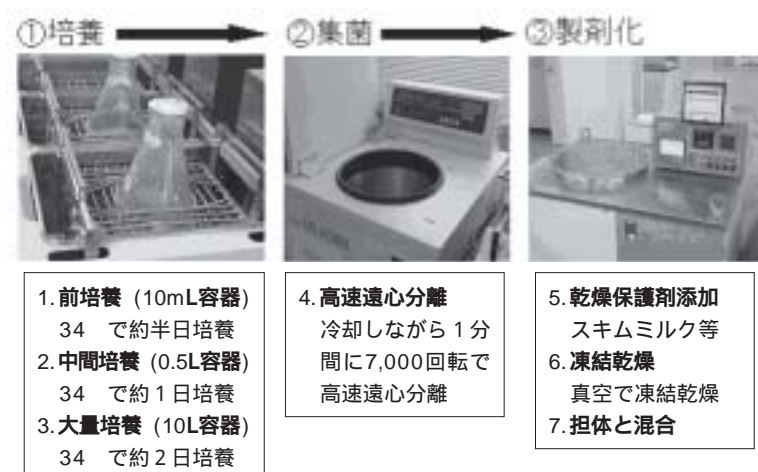 ①培養
②集菌
③製剤化
1.前培養 (10mL容器)
34 で約半日培養
2.中間培養 (0.5L容器)
34 で約1日培養
3.大量培養 (10L容器)
34 で約2日培養
4.高速遠心分離
冷却しながら1分
間に7,000回転で
高速遠心分離
5.乾燥保護剤添加
スキムミルク等
6.凍結乾燥
真空で凍結乾燥
7.担体と混合